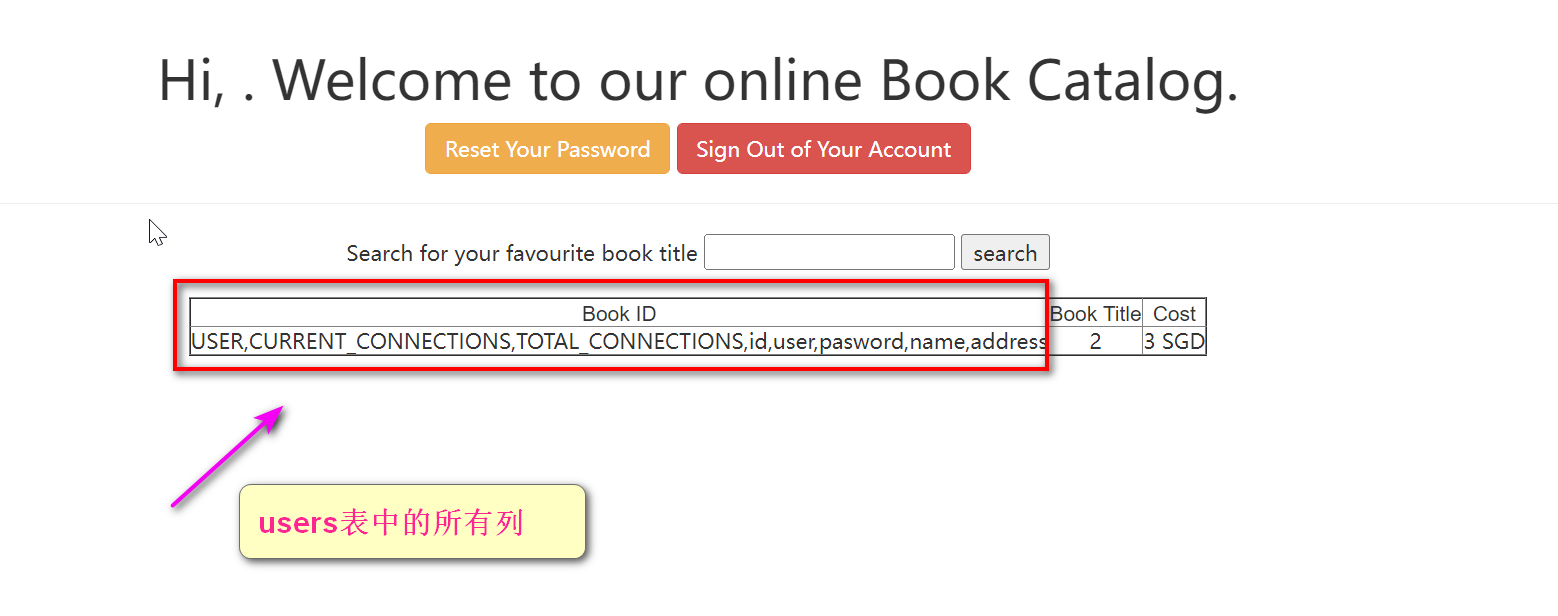 Hi, . Welcome to our online Book Catalog.
Reset Your Password Sign Out of Your Account
Search for your favourite book title search
Book ID Book Title Cost
USER,CURRENT_CONNECTIONS,TOTAL_CONNECTIONS,id,user,pasword,name,address 2 3 SGD
users表中的所有列